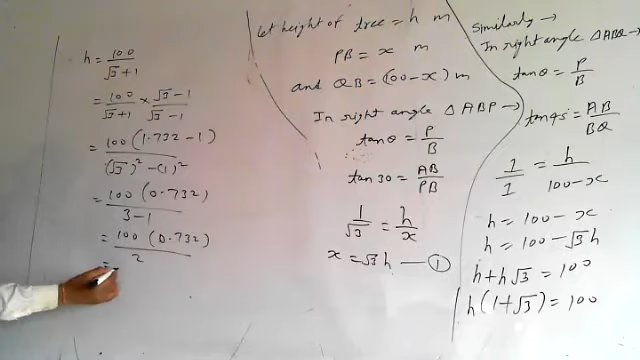 Let height of tree = h m
PB = x m
and QB = (100 - x) m
In right angle △ABP →
tanθ = P/B
tan30 = AB/PB
1/√3 = h/x
x = √3 h — ①
Similarly →
In right angle △ABQ →
tanθ = P/B
tan45° = AB/BQ
1/1 = h/100-x
h = 100 - x
h = 100 - √3h
h + h√3 = 100
h(1+√3) = 100
h = 100/√3+1
= 100/√3+1 × √3-1/√3-1
= 100(1.732 - 1)/(√3)² - (1)²
= 100(0.732)/3-1
= 100(0.732)/2
=